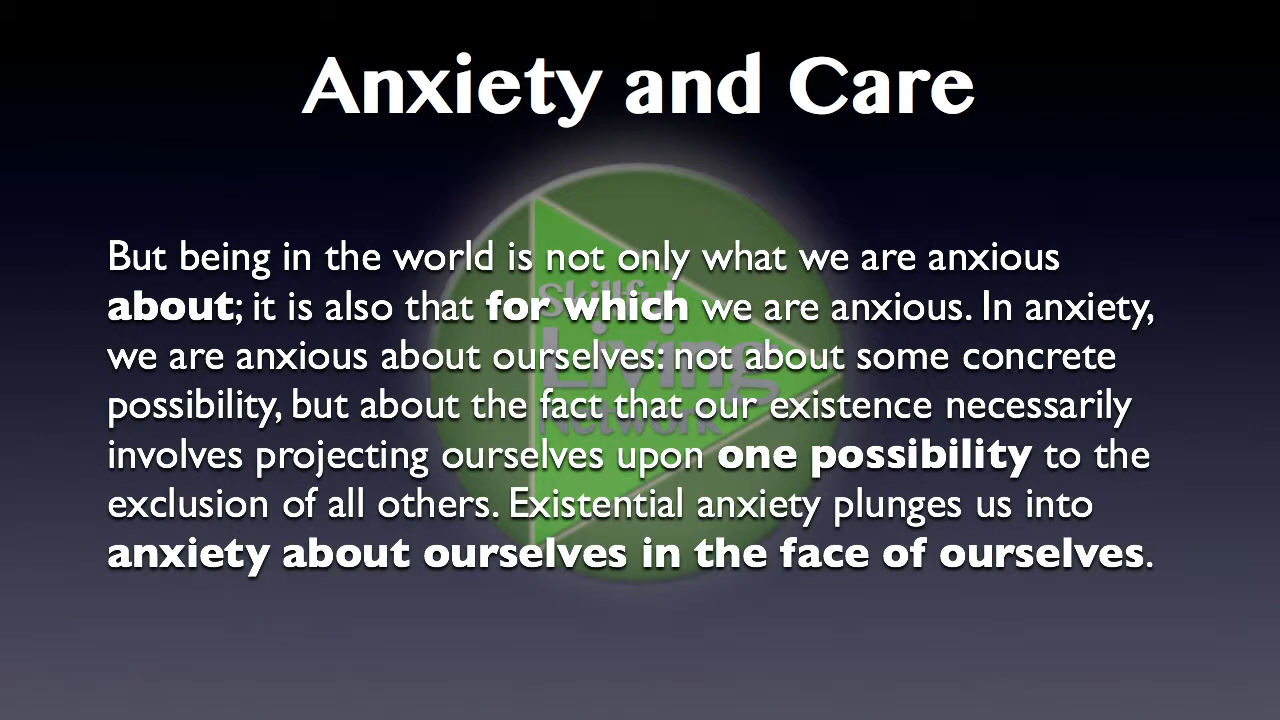 Anxiety and Care
Skillful
Living
Network
But being in the world is not only what we are anxious
about; it is also that for which we are anxious. In anxiety,
we are anxious about ourselves: not about some concrete
possibility, but about the fact that our existence necessarily
involves projecting ourselves upon one possibility to the
exclusion of all others. Existential anxiety plunges us into
anxiety about ourselves in the face of ourselves.